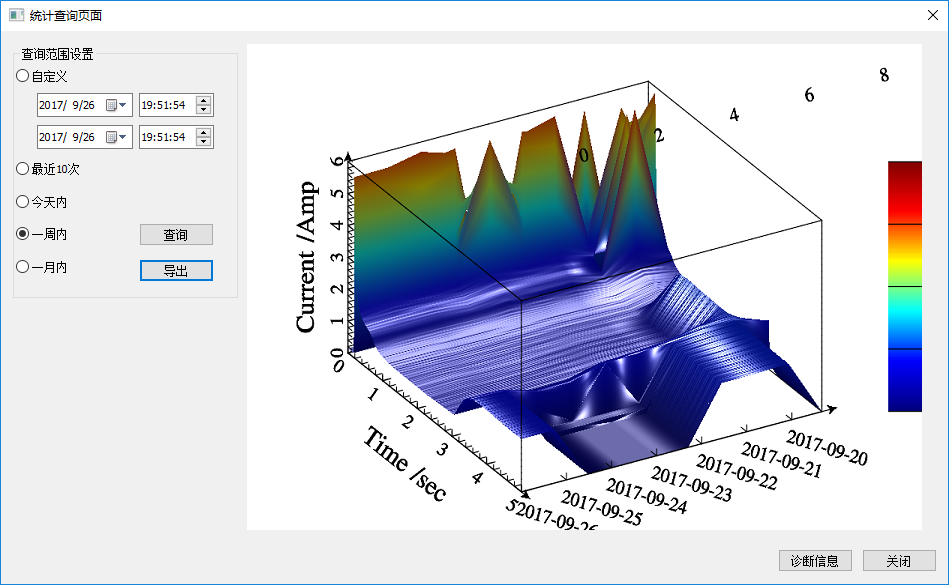 统计查询页面
查询范围设置
自定义
2017/ 9/26 19:51:54
2017/ 9/26 19:51:54
最近10次
今天内
一周内
查询
一月内
导出
0 2 4 6 8
Current /Amp
6
5
4
3
2
1
0
0
1
2
3
4
5
Time /sec
2017-09-20
2017-09-21
2017-09-22
2017-09-23
2017-09-24
2017-09-25
2017-09-26
诊断信息 关闭